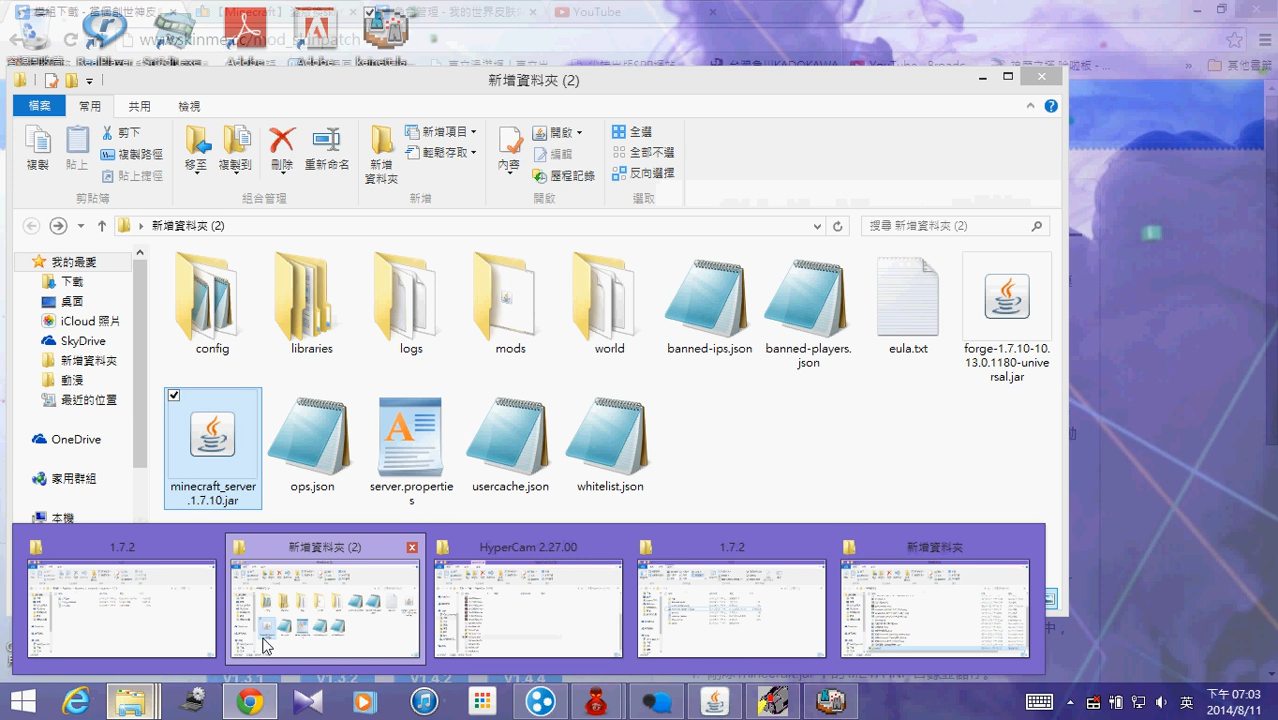 www.skinme.cc/mod_skinpatch
YouTube
新增資料夾 (2)
檔案
常用
共用
檢視
複製
貼上
剪下
複製路徑
貼上捷徑
剪貼簿
移至
複製到
刪除
重新命名
組合管理
新增
資料夾
新增項目
輕鬆存取
新增
內容
開啟
編輯
歷程記錄
開啟
全選
全部不選
反向選擇
選取
新增資料夾 (2)
搜尋 新增資料夾 (2)
我的最愛
下載
桌面
iCloud 照片
SkyDrive
新增資料夾
動漫
最近的位置
OneDrive
家用群組
本機
config
libraries
logs
mods
world
banned-ips.json
banned-players.
json
eula.txt
forge-1.7.10-10.
13.0.1180-unive
rsal.jar
minecraft_server
.1.7.10.jar
ops.json
server.propertie
s
usercache.json
whitelist.json
1.7.2
新增資料夾 (2)
HyperCam 2.27.00
1.7.2
新增資料夾
英
下午 07:03
2014/8/11